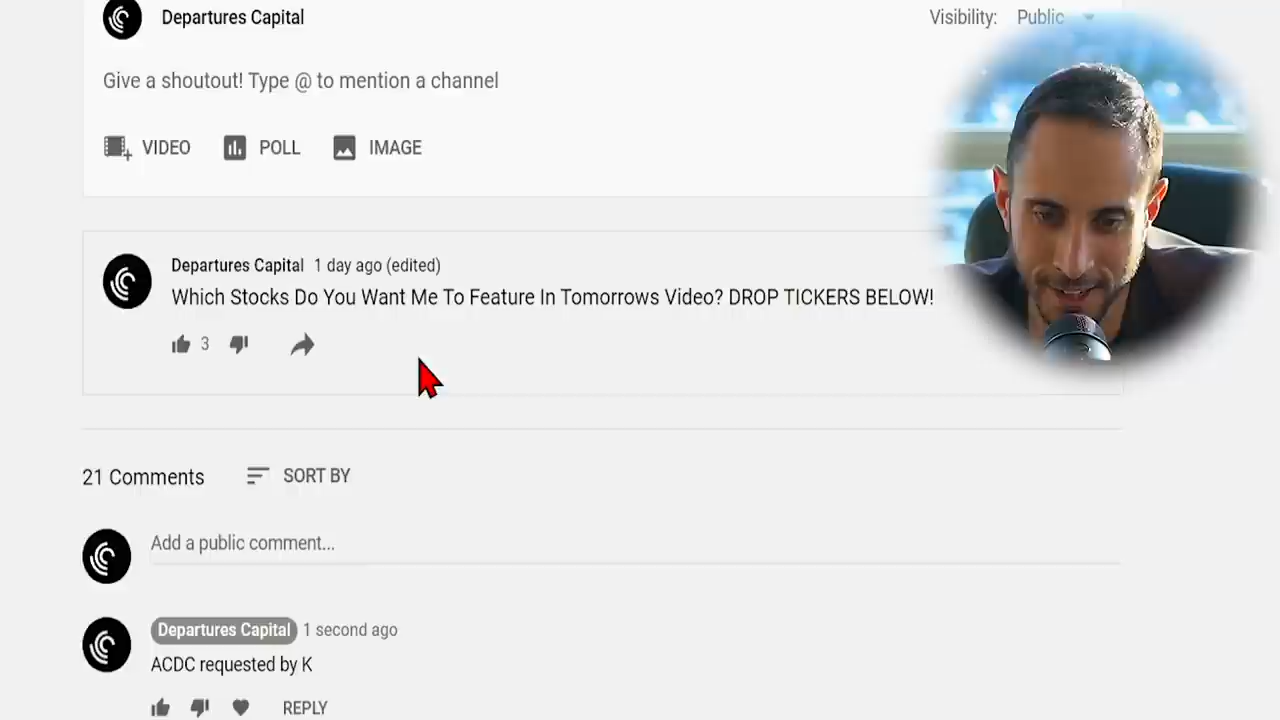 Departures Capital
Visibility: Public
Give a shoutout! Type @ to mention a channel
VIDEO POLL IMAGE
Departures Capital 1 day ago (edited)
Which Stocks Do You Want Me To Feature In Tomorrows Video? DROP TICKERS BELOW!
3
21 Comments SORT BY
Add a public comment...
Departures Capital 1 second ago
ACDC requested by K
REPLY